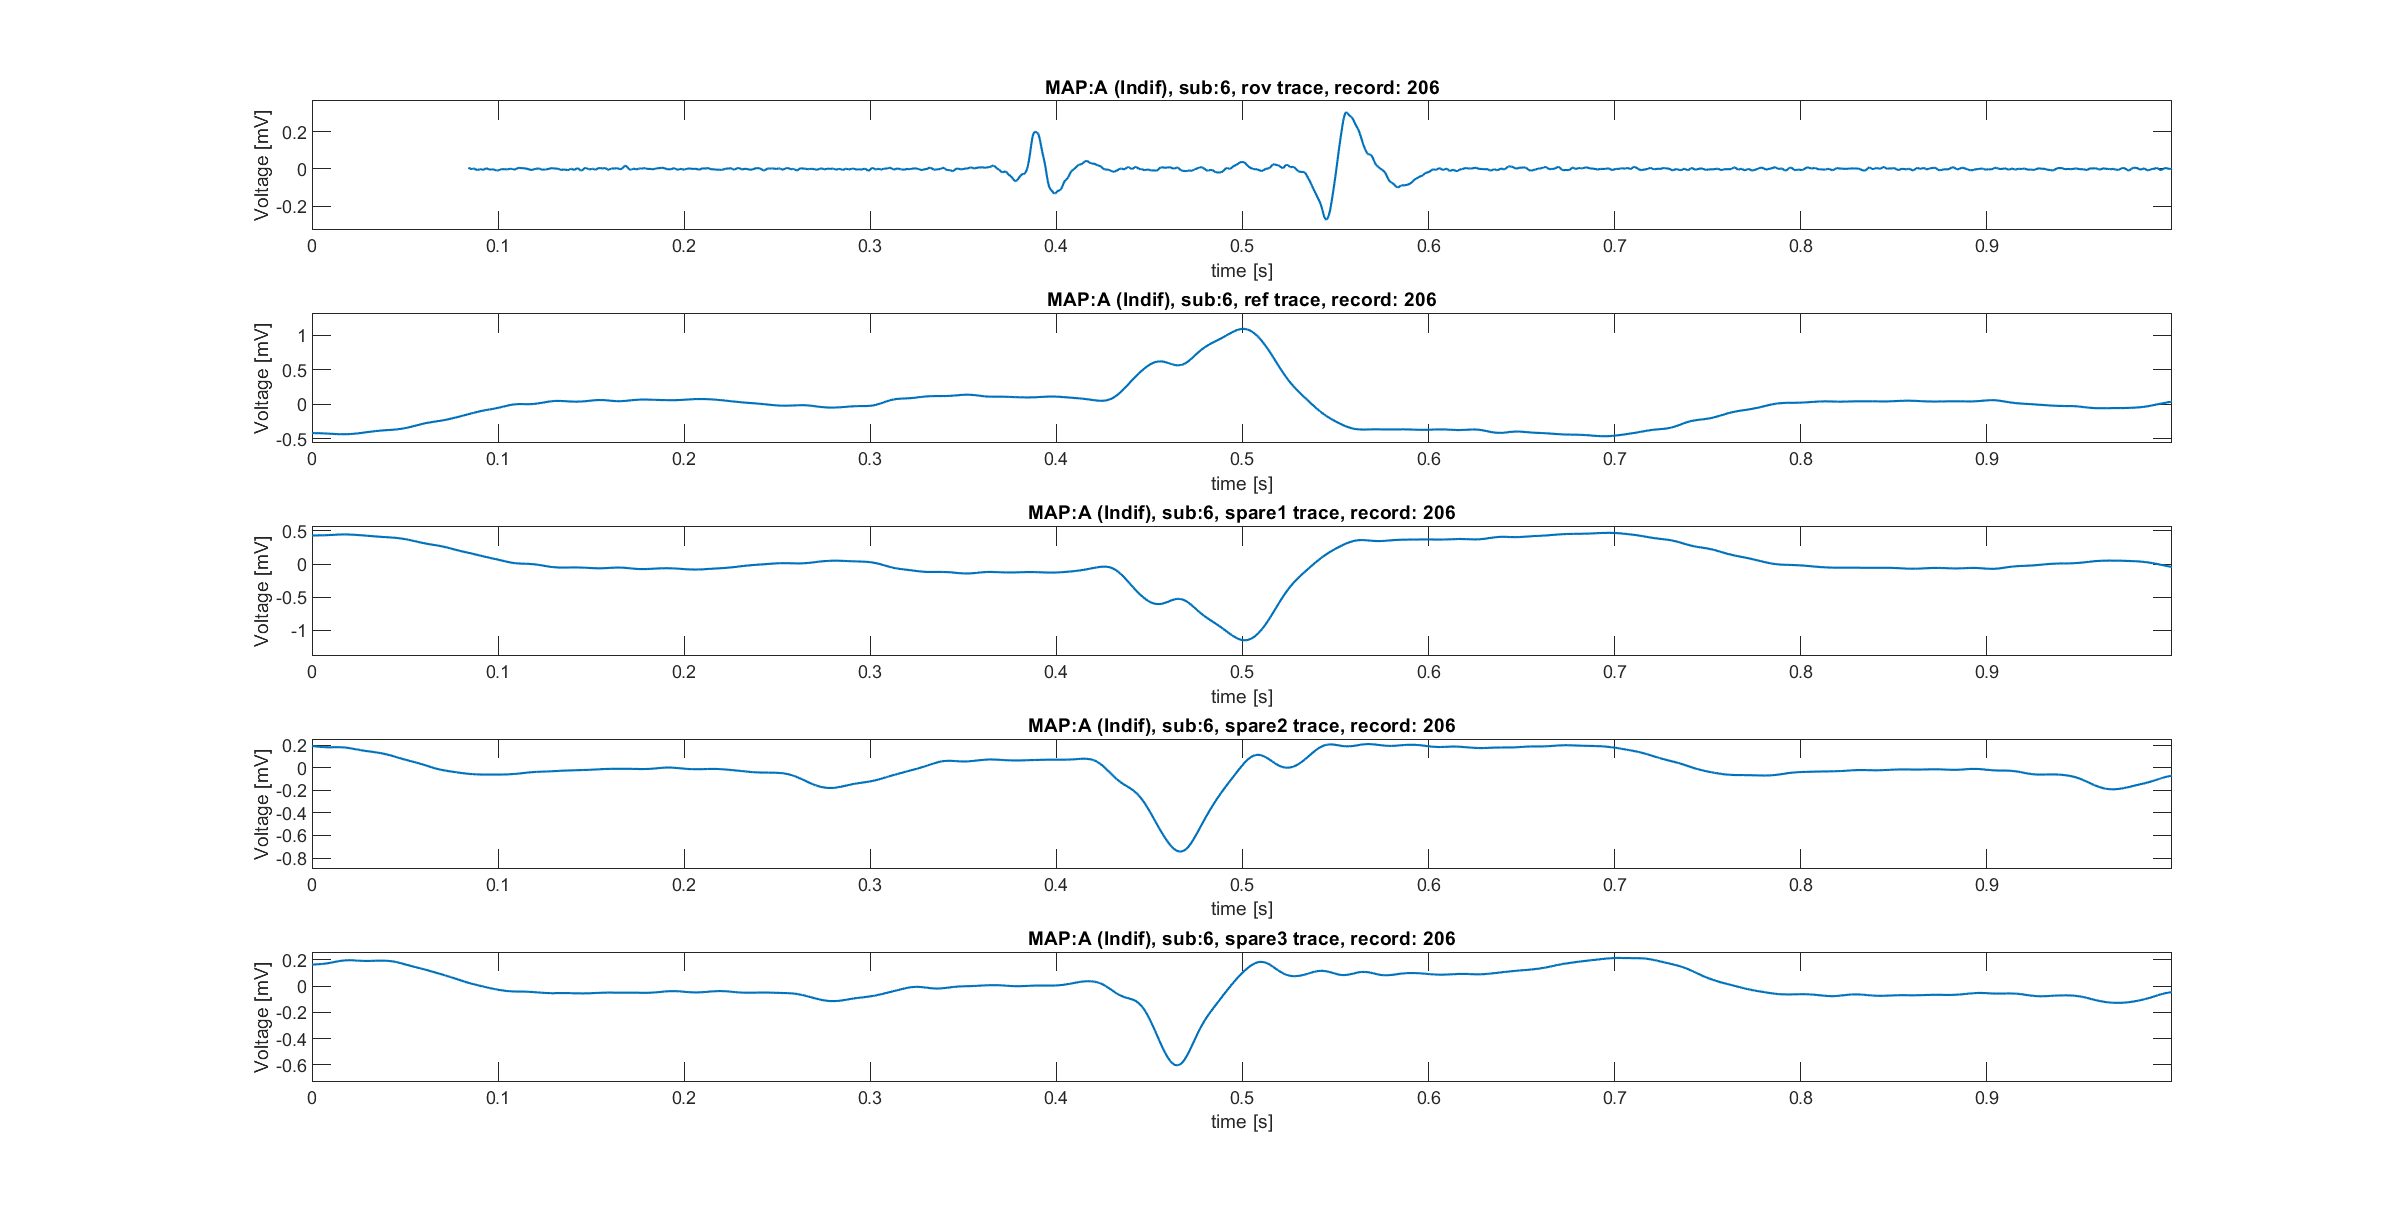 MAP:A (Indif), sub:6, rov trace, record: 206
Voltage [mV]
0.2
0
-0.2
0 0.1 0.2 0.3 0.4 0.5 0.6 0.7 0.8 0.9
time [s]
MAP:A (Indif), sub:6, ref trace, record: 206
Voltage [mV]
1
0.5
0
-0.5
0 0.1 0.2 0.3 0.4 0.5 0.6 0.7 0.8 0.9
time [s]
MAP:A (Indif), sub:6, spare1 trace, record: 206
Voltage [mV]
0.5
0
-0.5
-1
0 0.1 0.2 0.3 0.4 0.5 0.6 0.7 0.8 0.9
time [s]
MAP:A (Indif), sub:6, spare2 trace, record: 206
Voltage [mV]
0.2
0
-0.2
-0.4
-0.6
-0.8
0 0.1 0.2 0.3 0.4 0.5 0.6 0.7 0.8 0.9
time [s]
MAP:A (Indif), sub:6, spare3 trace, record: 206
Voltage [mV]
0.2
0
-0.2
-0.4
-0.6
0 0.1 0.2 0.3 0.4 0.5 0.6 0.7 0.8 0.9
time [s]